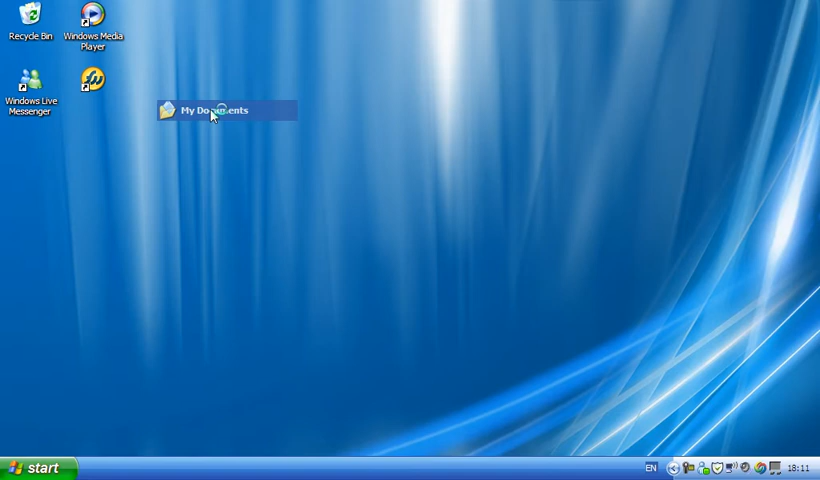 Recycle Bin
Windows Media
Player
Windows Live
Messenger
My Documents
start
EN
18:11